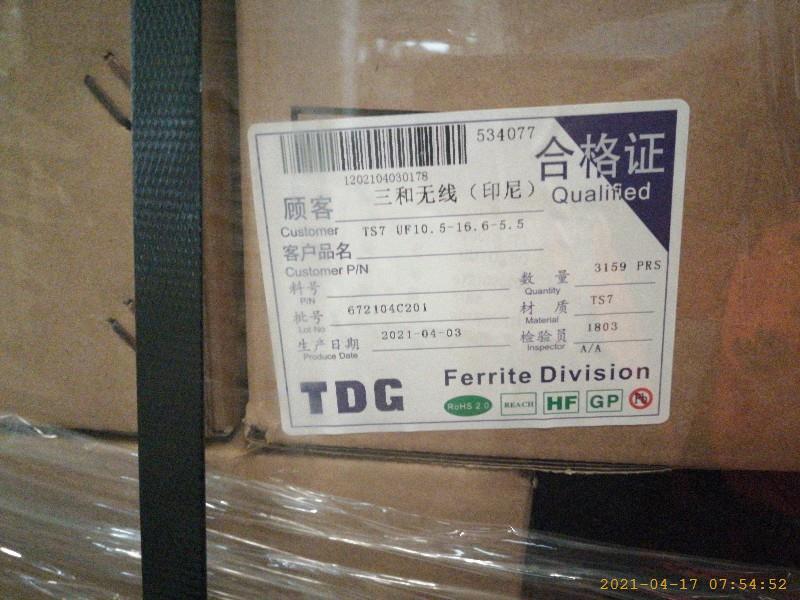 534077
1202104030178
合格证
Qualified
顾客 三和无线（印尼）
Customer TS7 UF10.5-16.6-5.5
客户品名
Customer P/N
料号
P/N
数量 3159 PRS
Quantity
批号 672104C201
Lot No
材质 TS7
Material
生产日期 2021-04-03
Produce Date
检验员 1803
Inspector A/A
TDG
Ferrite Division
RoHS 2.0 REACH HF GP Pb
2021-04-17 07:54:52